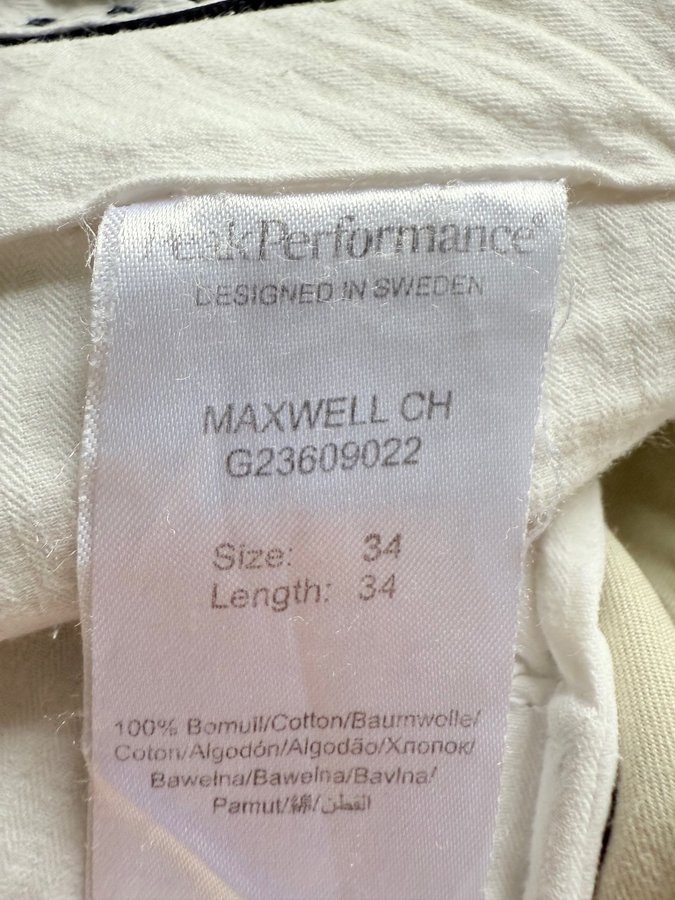 PeakPerformance®
DESIGNED IN SWEDEN
MAXWELL CH
G23609022
Size: 34
Length: 34
100% Bomull/Cotton/Baumwolle/
Coton/Algodón/Algodão/Хлопок/
Bawełna/Bawelna/Bavlna/
Pamut/綿/القطن